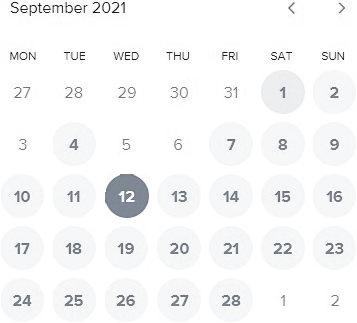 September 2021
MON TUE WED THU FRI SAT SUN
27 28 29 30 31 1 2
3 4 5 6 7 8 9
10 11 12 13 14 15 16
17 18 19 20 21 22 23
24 25 26 27 28 1 2